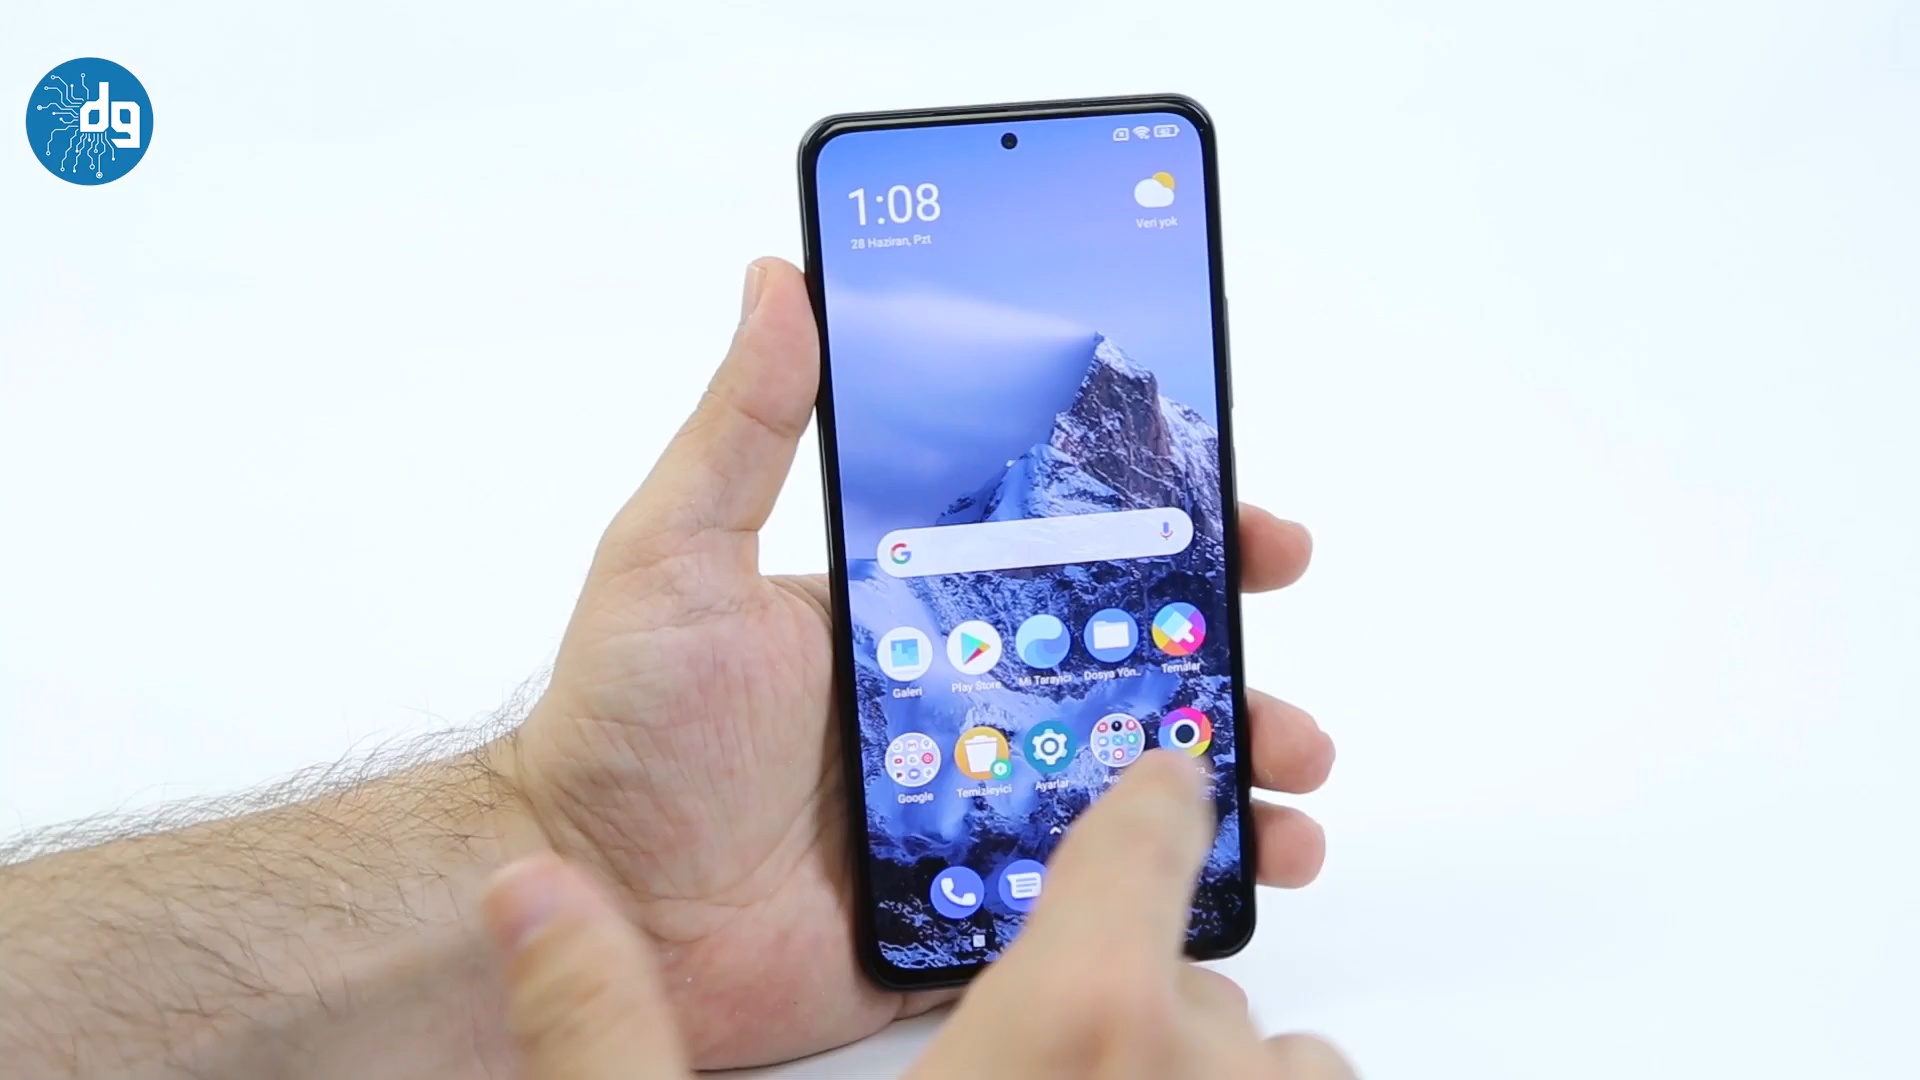 dg
1:08
28 Haziran, Pzt
Veri yok
Galeri
Play Store
Mi Tarayıcı
Dosya Yön..
Temalar
Google
Temizleyici
Ayarlar